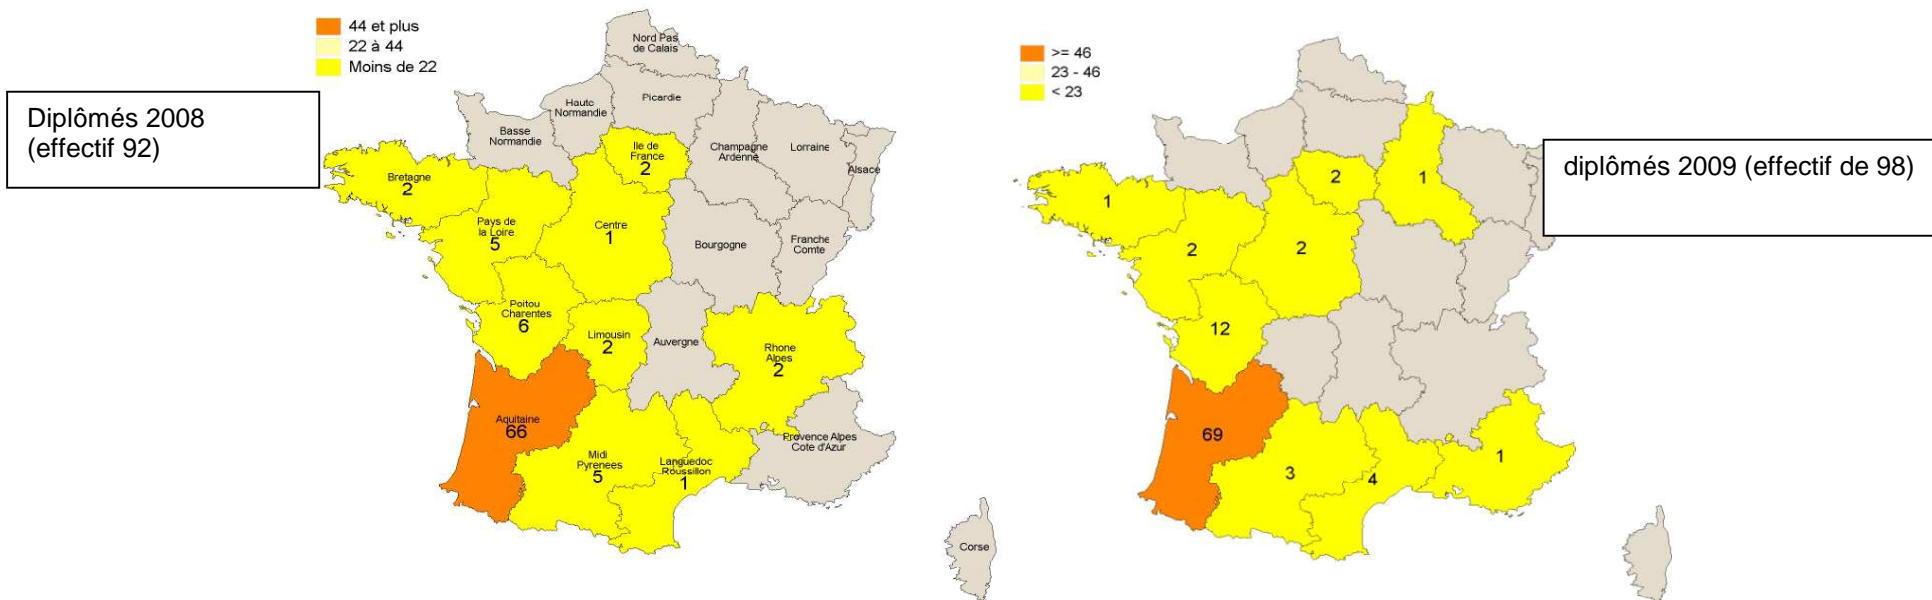 44 et plus
22 à 44
Moins de 22
Diplômés 2008
(effectif 92)
Nord Pas
de Calais
Haute
Normandie
Picardie
Basse
Normandie
Ile de
France
2
Champagne
Ardenne
Lorraine
Alsace
Bretagne
2
Pays de
la Loire
5
Centre
1
Bourgogne
Franche
Comte
Poitou
Charentes
6
Limousin
2
Auvergne
Rhone
Alpes
2
Aquitaine
66
Midi
Pyrenees
5
Languedoc
Roussillon
1
Provence Alpes
Cote d'Azur
Corse
>= 46
23 - 46
< 23
diplômés 2009 (effectif de 98)
1
2
1
2
2
12
69
3
4
1